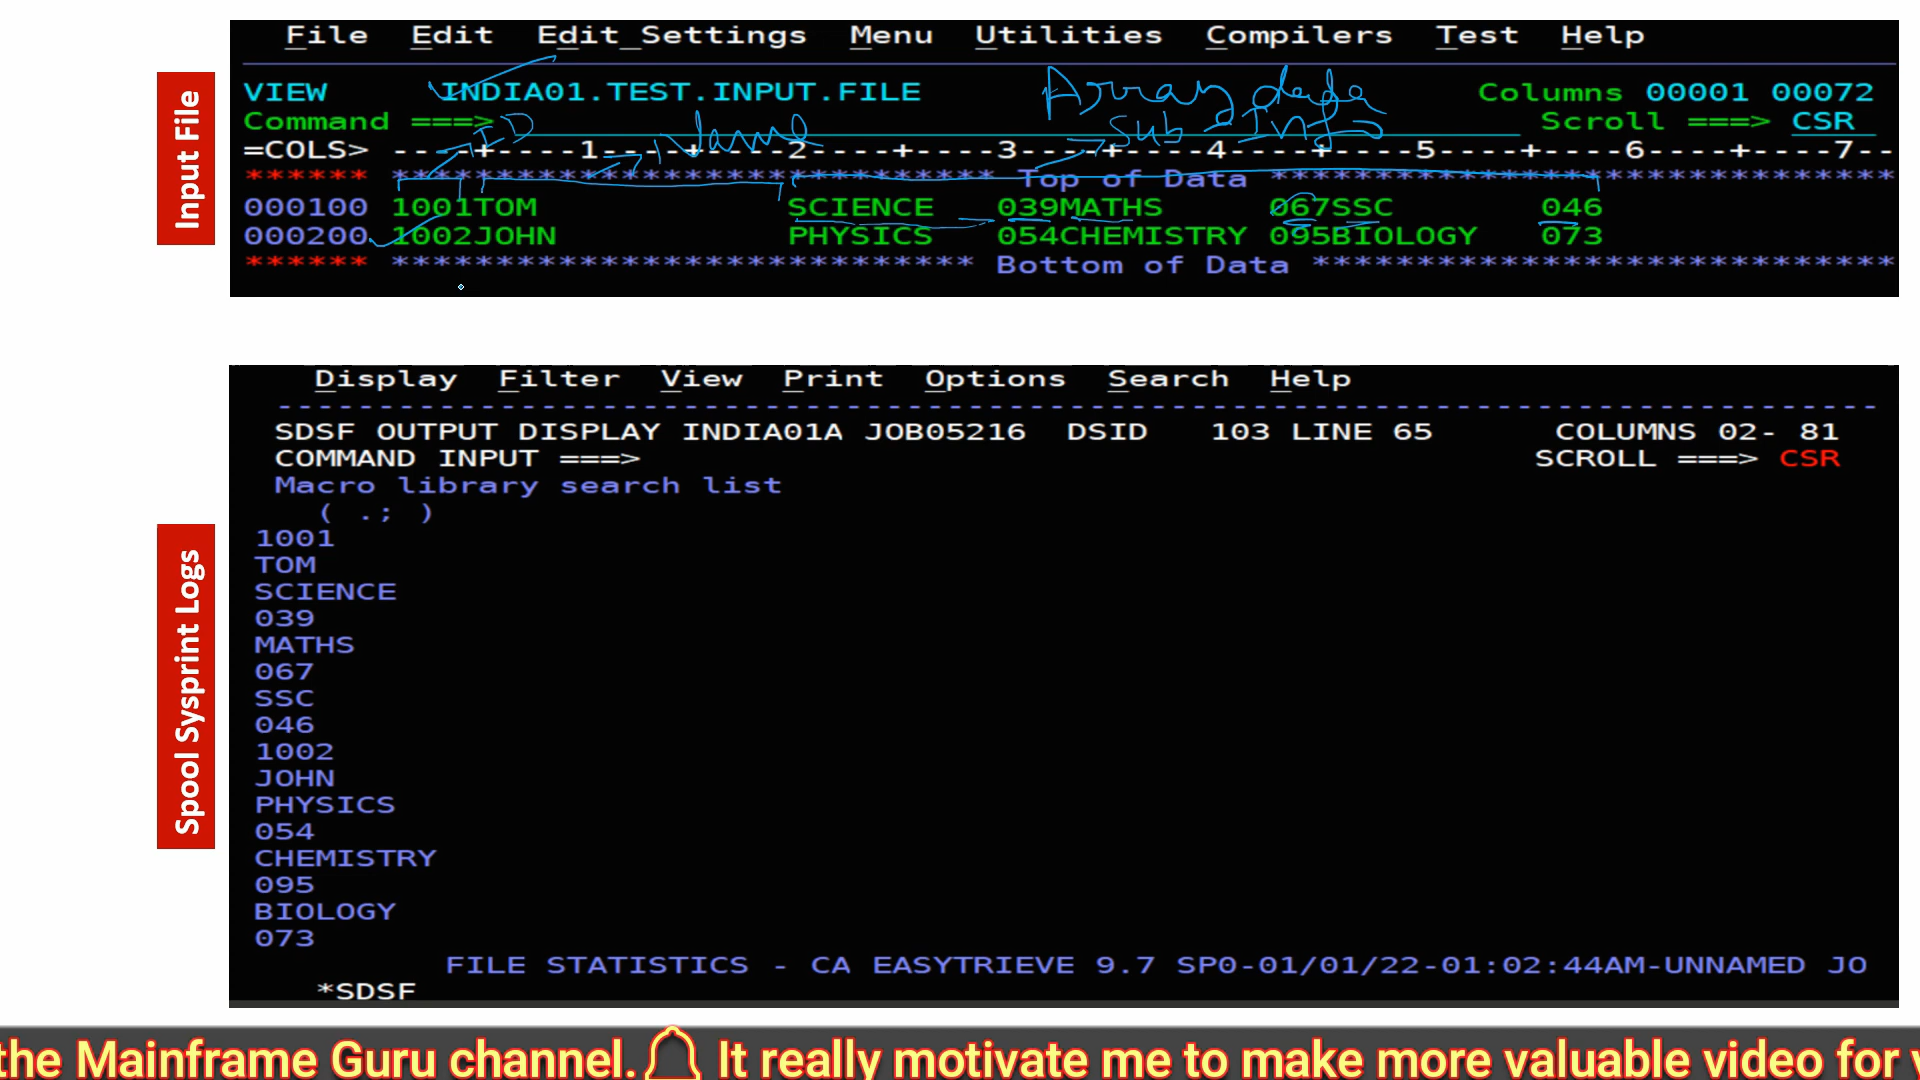 Input File
File Edit Edit_Settings Menu Utilities Compilers Test Help
VIEW INDIA01.TEST.INPUT.FILE Columns 00001 00072
Array data
Command ===> Scroll ===> CSR
ID Name Sub Info
=COLS> ----+----1----+----2----+----3----+----4----+----5----+----6----+----7--
****** **************************** Top of Data ******************************
000100 1001TOM SCIENCE 039MATHS 067SSC 046
000200 1002JOHN PHYSICS 054CHEMISTRY 095BIOLOGY 073
****** **************************** Bottom of Data ****************************
Spool Sysprint Logs
Display Filter View Print Options Search Help
-------------------------------------------------------------------------------
SDSF OUTPUT DISPLAY INDIA01A JOB05216 DSID 103 LINE 65 COLUMNS 02- 81
COMMAND INPUT ===> SCROLL ===> CSR
Macro library search list
( .; )
1001
TOM
SCIENCE
039
MATHS
067
SSC
046
1002
JOHN
PHYSICS
054
CHEMISTRY
095
BIOLOGY
073
FILE STATISTICS - CA EASYTRIEVE 9.7 SP0-01/01/22-01:02:44AM-UNNAMED JO
*SDSF
the Mainframe Guru channel. It really motivate me to make more valuable video for